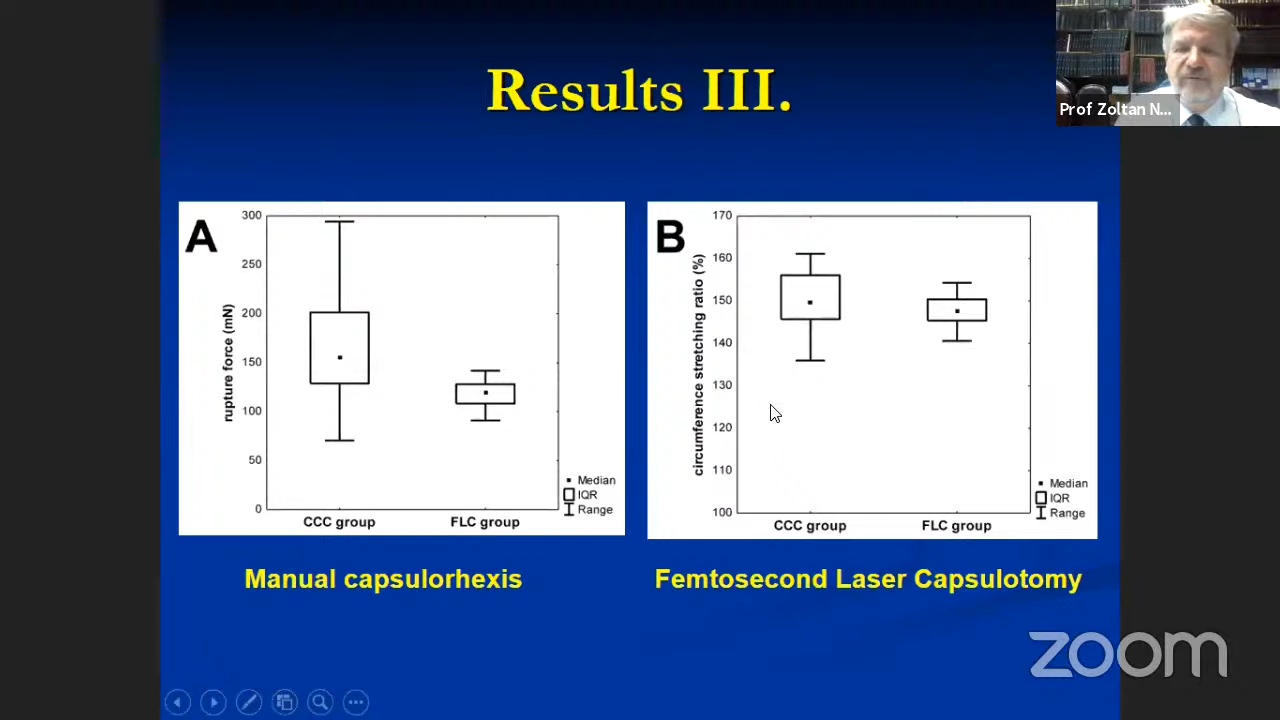 Results III.
Prof Zoltan N...
A
rupture force (mN)
300
250
200
150
100
50
0
CCC group
FLC group
Median
IQR
Range
B
circumference stretching ratio (%)
170
160
150
140
130
120
110
100
CCC group
FLC group
Median
IQR
Range
Manual capsulorhexis
Femtosecond Laser Capsulotomy
zoom